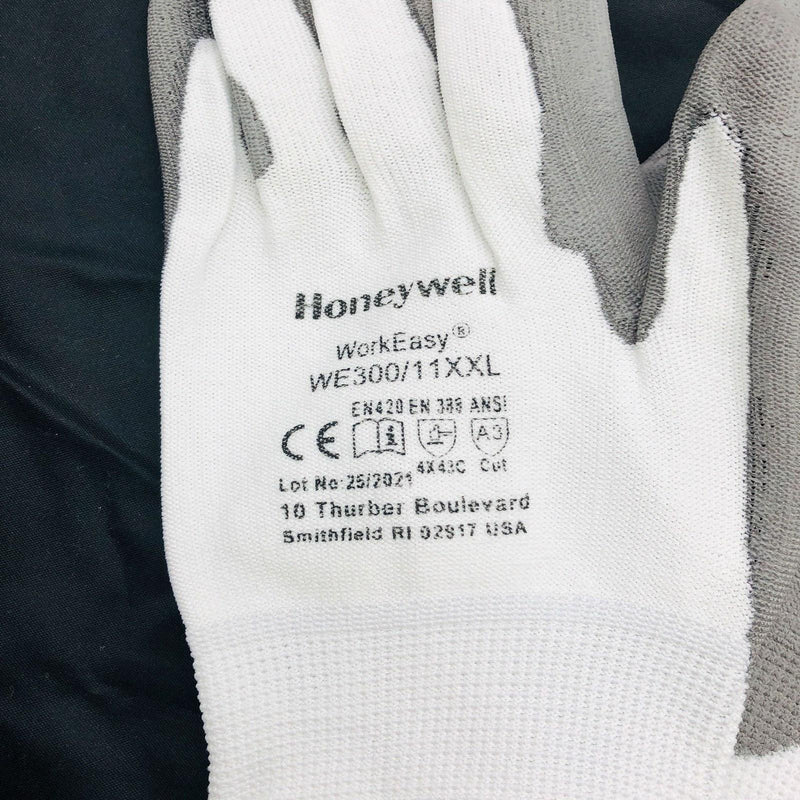 Honeywell
WorkEasy®
WE300/11XXL
EN420 EN 388 ANSI
CE i A3
4X43C Cut
Lot No:25/2021
10 Thurber Boulevard
Smithfield RI 02917 USA